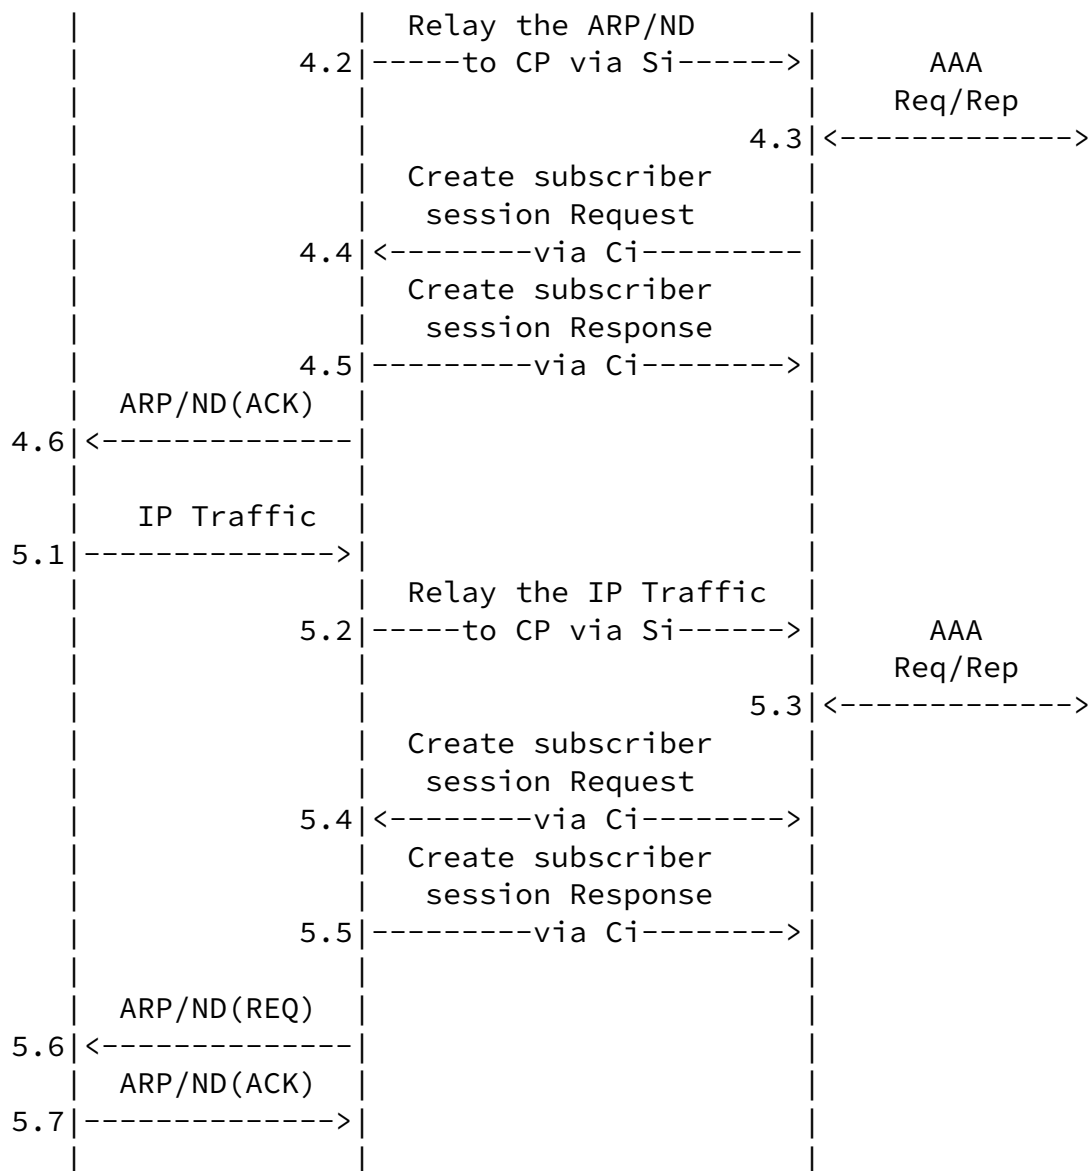 |                |  Relay the ARP/ND       |
|            4.2|-----to CP via Si------>|      AAA
|                |                         |    Req/Rep
|                |                      4.3|<------------->
|                |  Create subscriber      |
|                |   session Request       |
|            4.4|<--------via Ci---------|
|                |  Create subscriber      |
|                |   session Response      |
|            4.5|---------via Ci-------->|
|  ARP/ND(ACK)   |                         |
4.6|<--------------|                         |
|                |                         |
|   IP Traffic   |                         |
5.1|-------------->|                         |
|                |  Relay the IP Traffic   |
|            5.2|-----to CP via Si------>|      AAA
|                |                         |    Req/Rep
|                |                      5.3|<------------->
|                |  Create subscriber      |
|                |   session Request       |
|            5.4|<--------via Ci-------->|
|                |  Create subscriber      |
|                |   session Response      |
|            5.5|---------via Ci-------->|
|                |                         |
|  ARP/ND(REQ)   |                         |
5.6|<--------------|                         |
|  ARP/ND(ACK)   |                         |
5.7|-------------->|                         |
|                |                         |